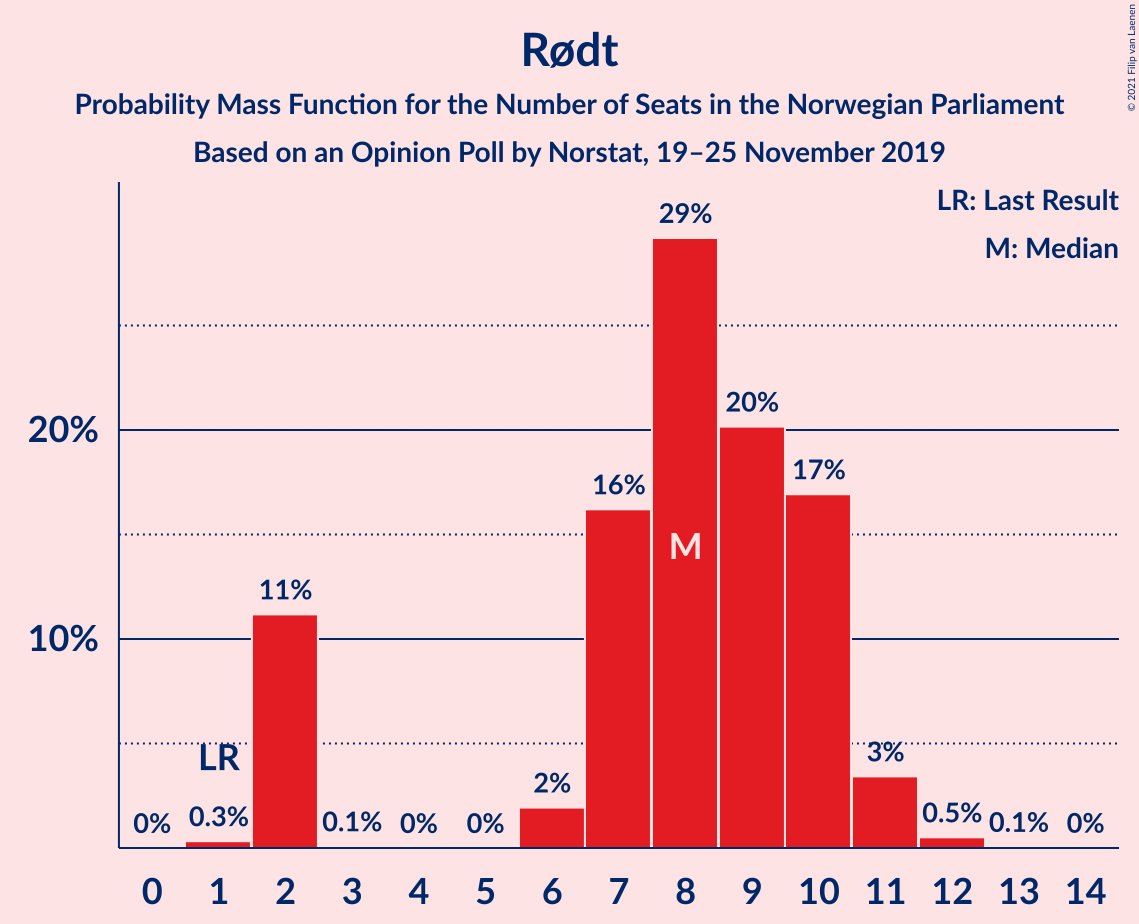 Rødt
Probability Mass Function for the Number of Seats in the Norwegian Parliament
Based on an Opinion Poll by Norstat, 19–25 November 2019
© 2021 Filip van Laenen
LR: Last Result
M: Median
29%
20%
20%
17%
16%
M
11%
10%
LR
3%
2%
0% 0.3% 0.1% 0% 0% 0.5% 0.1% 0%
0 1 2 3 4 5 6 7 8 9 10 11 12 13 14